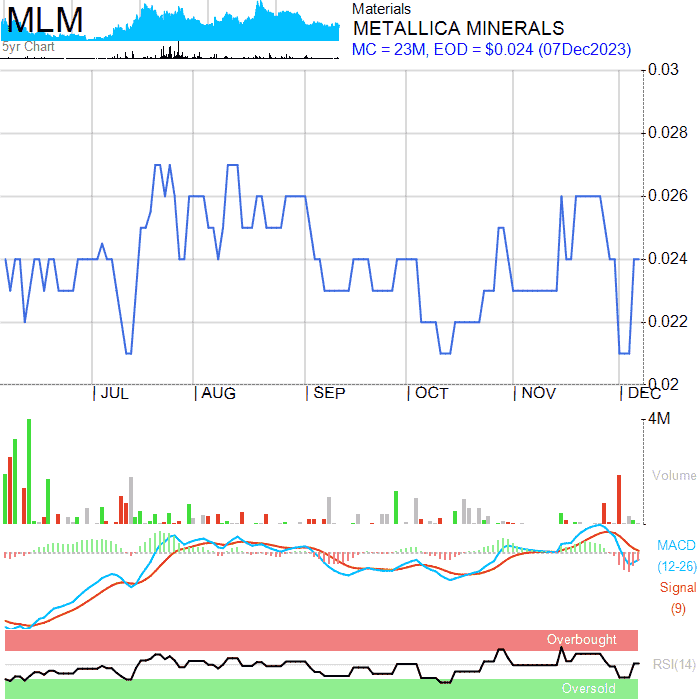 MLM
5yr Chart
Materials
METALLICA MINERALS
MC = 23M, EOD = $0.024 (07Dec2023)
0.03
0.028
0.026
0.024
0.022
0.02
JUL AUG SEP OCT NOV DEC
4M
Volume
MACD
(12-26)
Signal
(9)
Overbought
RSI(14)
Oversold